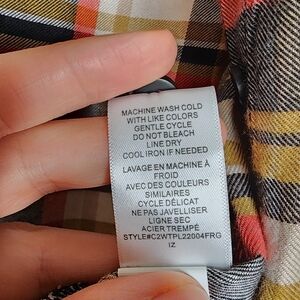 MACHINE WASH COLD
WITH LIKE COLORS
GENTLE CYCLE
DO NOT BLEACH
LINE DRY
COOL IRON IF NEEDED
LAVAGE EN MACHINE À
FROID
AVEC DES COULEURS
SIMILAIRES
CYCLE DÉLICAT
NE PAS JAVELLISER
LIGNE SEC
ACIER TREMPÉ
STYLE#C2WTPL22004FRG
IZ